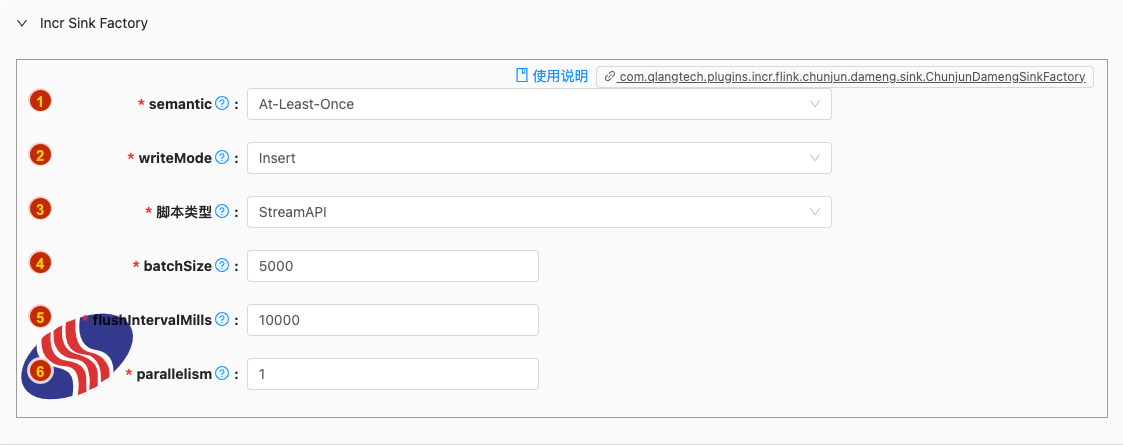 Incr Sink Factory
使用说明 com.qlangtech.plugins.incr.flink.chunjun.dameng.sink.ChunjunDamengSinkFactory
1 * semantic ? : At-Least-Once
2 * writeMode ? : Insert
3 * 脚本类型 ? : StreamAPI
4 * batchSize ? : 5000
5 * flushIntervalMills ? : 10000
6 * parallelism ? : 1